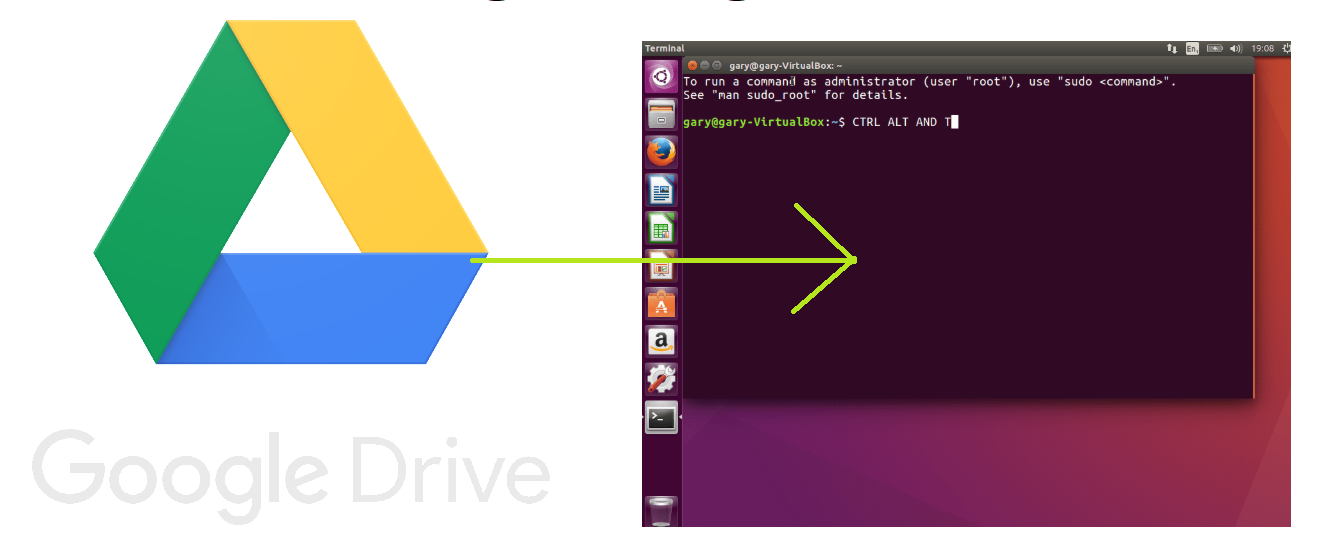 Google Drive
Terminal
En
19:08
gary@gary-VirtualBox: ~
To run a command as administrator (user "root"), use "sudo <command>".
See "man sudo_root" for details.
gary@gary-VirtualBox:~$ CTRL ALT AND T